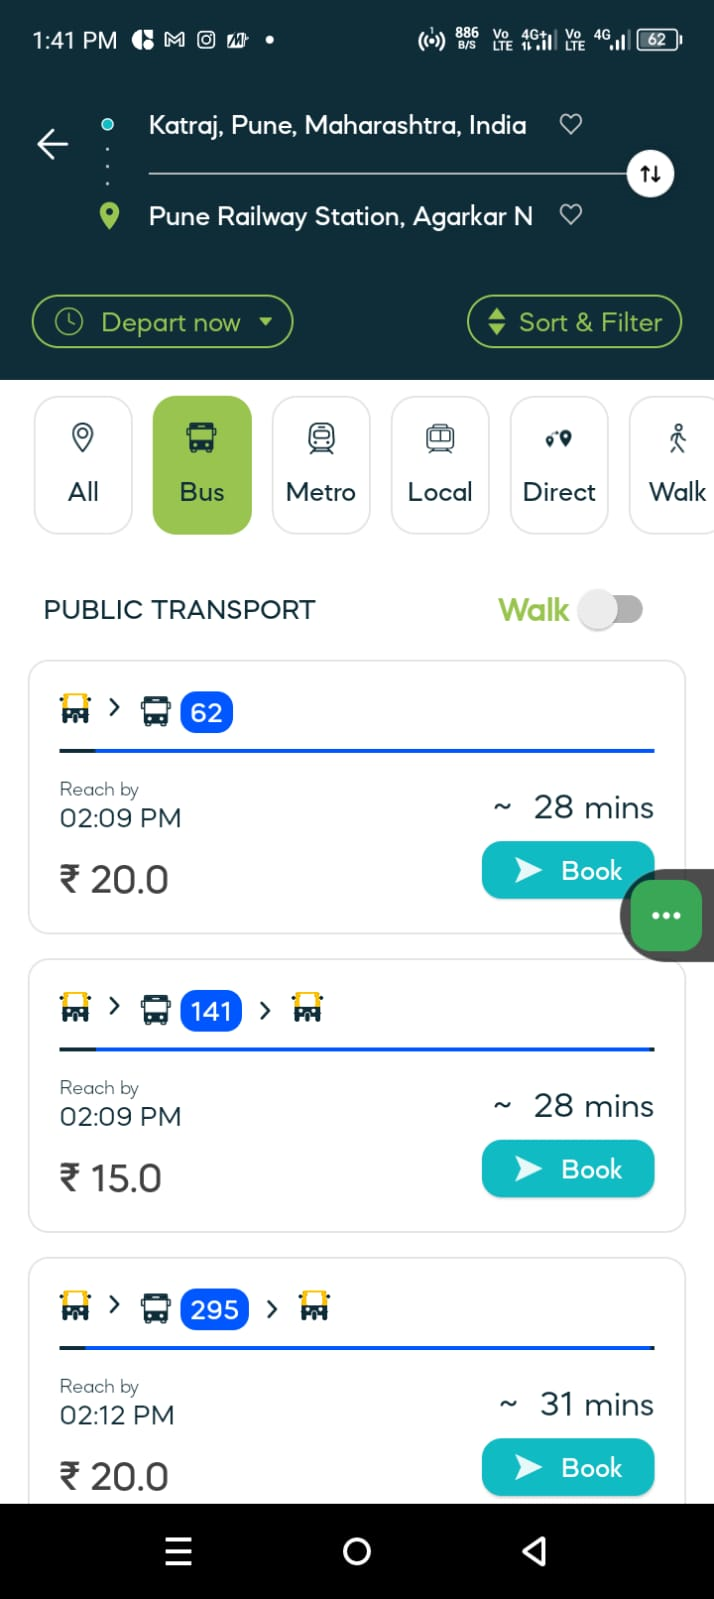 1:41 PM 886 B/S Vo LTE 4G+ Vo LTE 4G 62
Katraj, Pune, Maharashtra, India
Pune Railway Station, Agarkar N
Depart now Sort & Filter
All Bus Metro Local Direct Walk
PUBLIC TRANSPORT Walk
62
Reach by
02:09 PM ~ 28 mins
₹ 20.0 Book
141
Reach by
02:09 PM ~ 28 mins
₹ 15.0 Book
295
Reach by
02:12 PM ~ 31 mins
₹ 20.0 Book